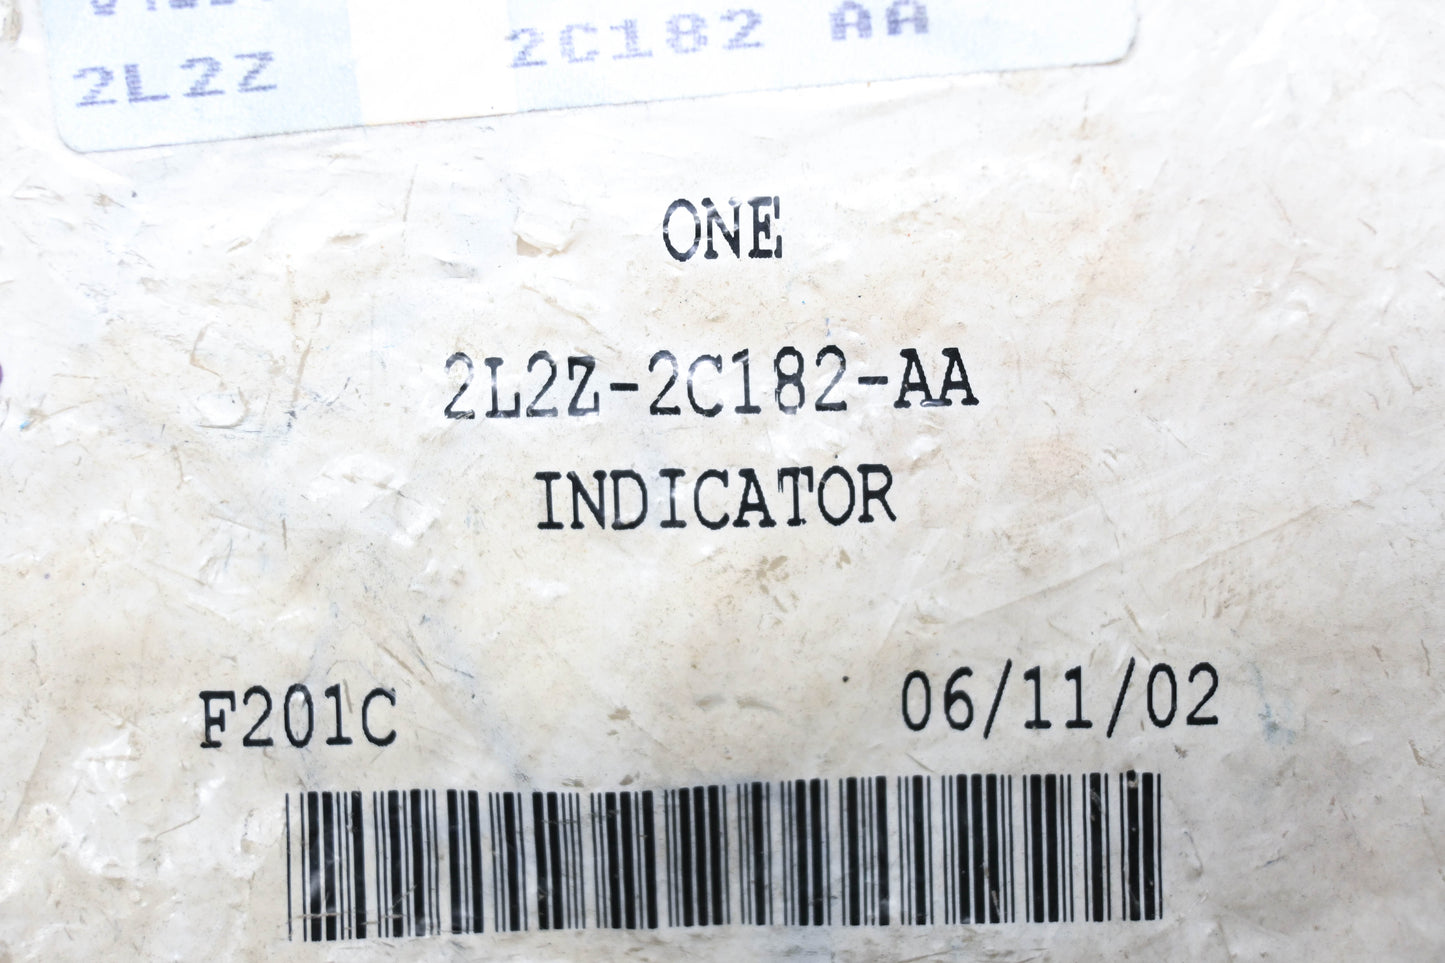 2L2Z 2C182 AA
ONE
2L2Z-2C182-AA
INDICATOR
F201C 06/11/02